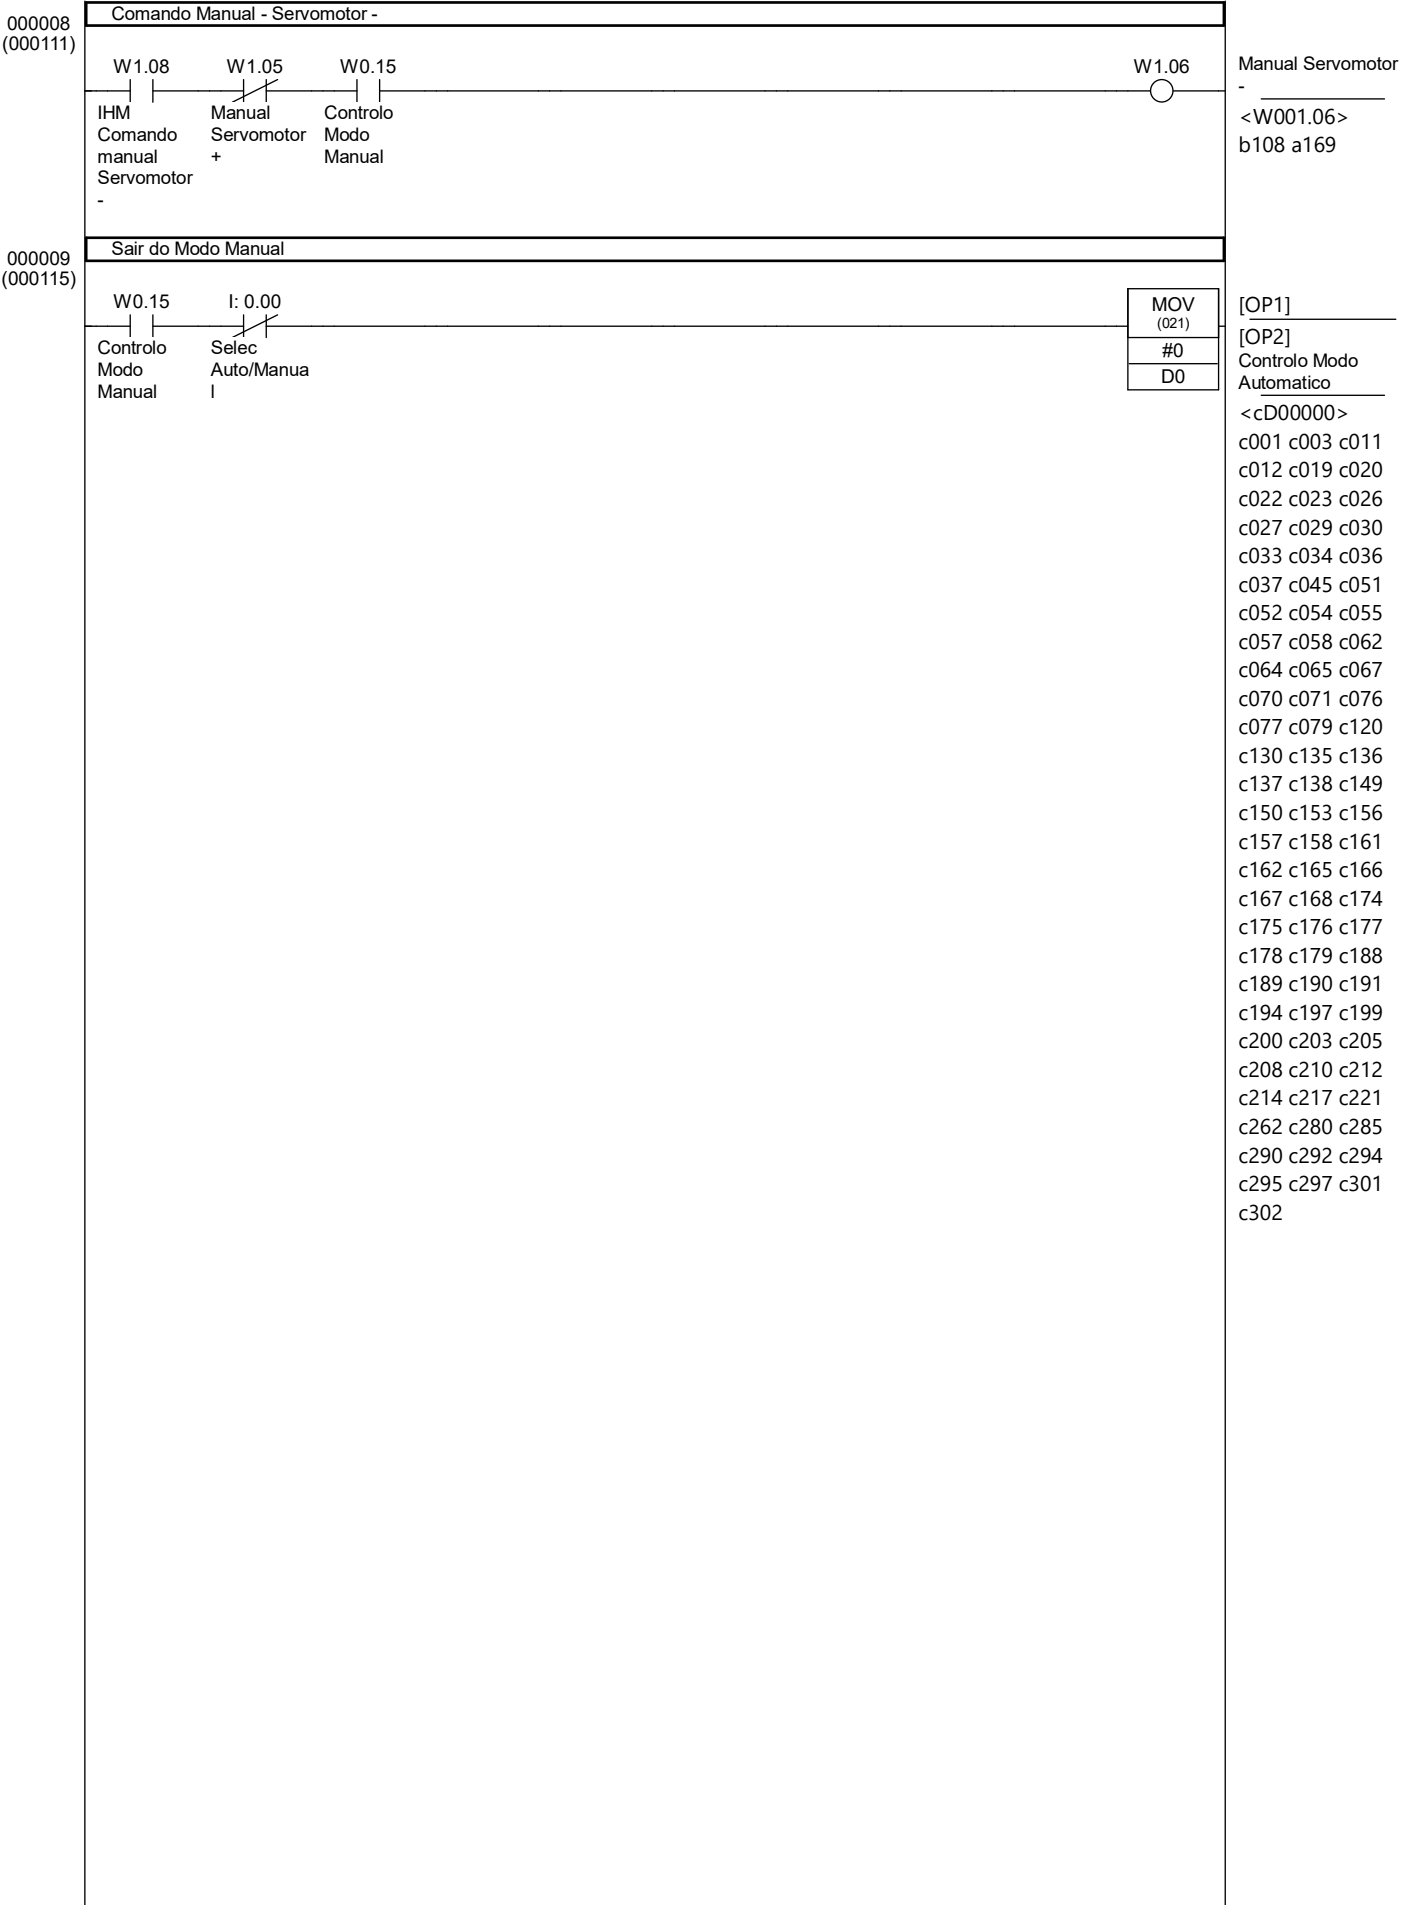 000008
(000111)
Comando Manual - Servomotor -
W1.08 W1.05 W0.15 W1.06
IHM Comando manual Servomotor -
Manual Servomotor +
Controlo Modo Manual
Manual Servomotor
-
<W001.06>
b108 a169
000009
(000115)
Sair do Modo Manual
W0.15 I: 0.00
Controlo Modo Manual
Selec Auto/Manua l
MOV
(021)
#0
D0
[OP1]
[OP2]
Controlo Modo
Automatico
<cD00000>
c001 c003 c011
c012 c019 c020
c022 c023 c026
c027 c029 c030
c033 c034 c036
c037 c045 c051
c052 c054 c055
c057 c058 c062
c064 c065 c067
c070 c071 c076
c077 c079 c120
c130 c135 c136
c137 c138 c149
c150 c153 c156
c157 c158 c161
c162 c165 c166
c167 c168 c174
c175 c176 c177
c178 c179 c188
c189 c190 c191
c194 c197 c199
c200 c203 c205
c208 c210 c212
c214 c217 c221
c262 c280 c285
c290 c292 c294
c295 c297 c301
c302